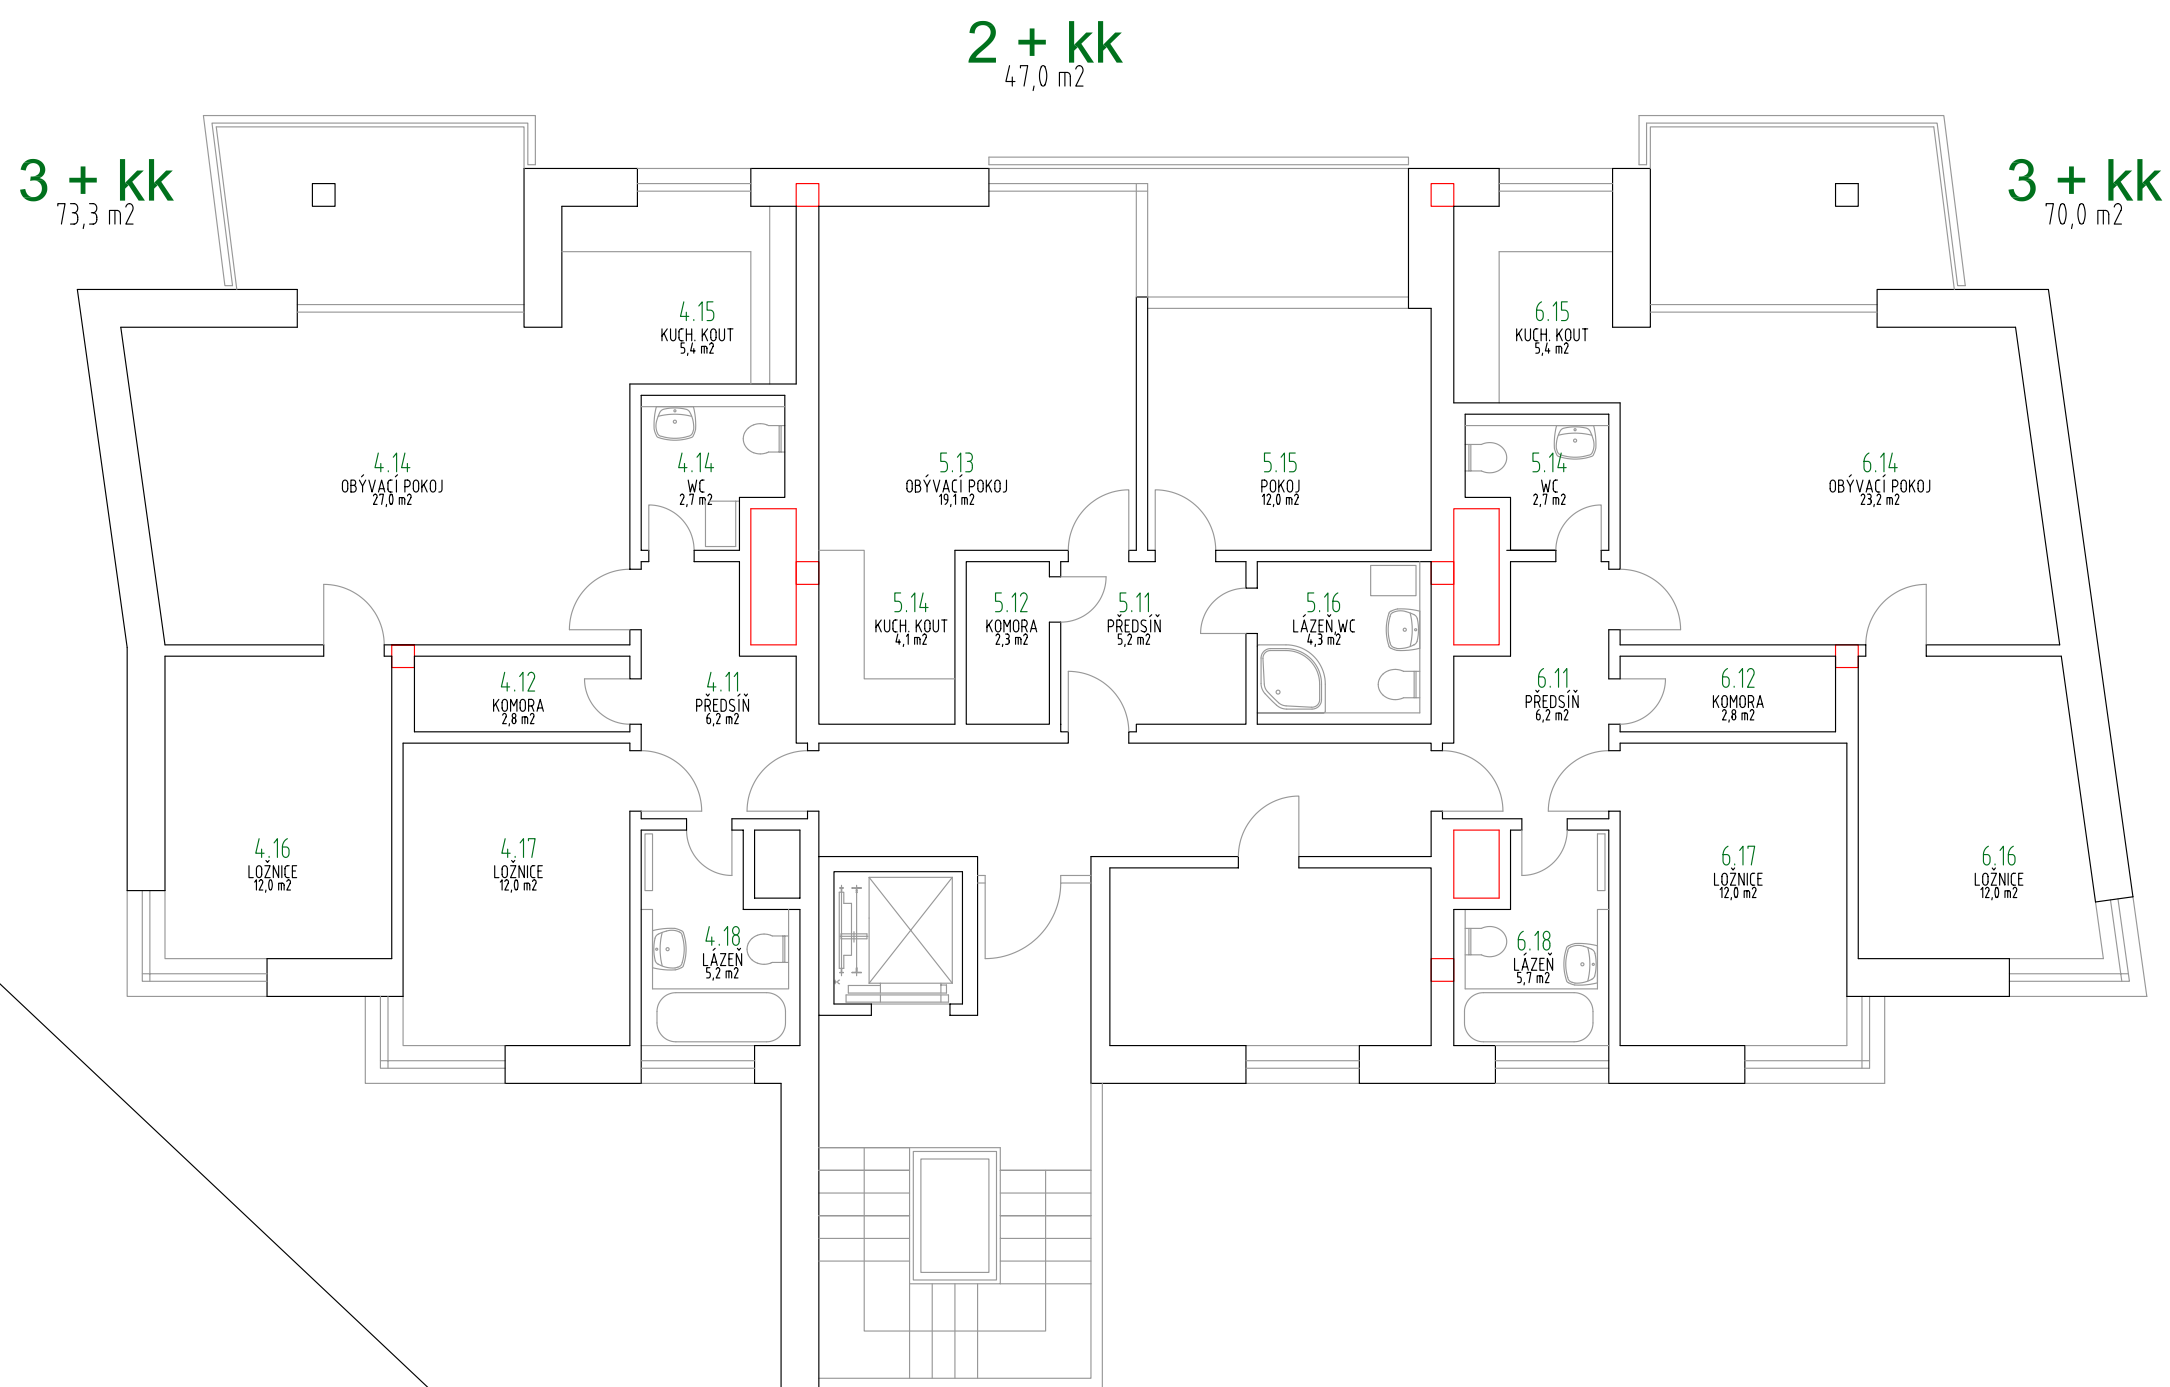 2 + kk
47,0 m2
3 + kk
73,3 m2
3 + kk
70,0 m2
4.15
KUCH. KOUT
5,4 m2
6.15
KUCH. KOUT
5,4 m2
4.14
OBÝVACÍ POKOJ
27,0 m2
4.14
WC
2,7 m2
5.13
OBÝVACÍ POKOJ
19,1 m2
5.15
POKOJ
12,0 m2
5.14
WC
2,7 m2
6.14
OBÝVACÍ POKOJ
23,2 m2
5.14
KUCH. KOUT
4,1 m2
5.12
KOMORA
2,3 m2
5.11
PŘEDSÍŇ
5,2 m2
5.16
LÁZEŇ,WC
4,3 m2
4.12
KOMORA
2,8 m2
4.11
PŘEDSÍŇ
6,2 m2
6.11
PŘEDSÍŇ
6,2 m2
6.12
KOMORA
2,8 m2
4.16
LOŽNICE
12,0 m2
4.17
LOŽNICE
12,0 m2
6.17
LOŽNICE
12,0 m2
6.16
LOŽNICE
12,0 m2
4.18
LÁZEŇ
5,2 m2
6.18
LÁZEŇ
5,7 m2